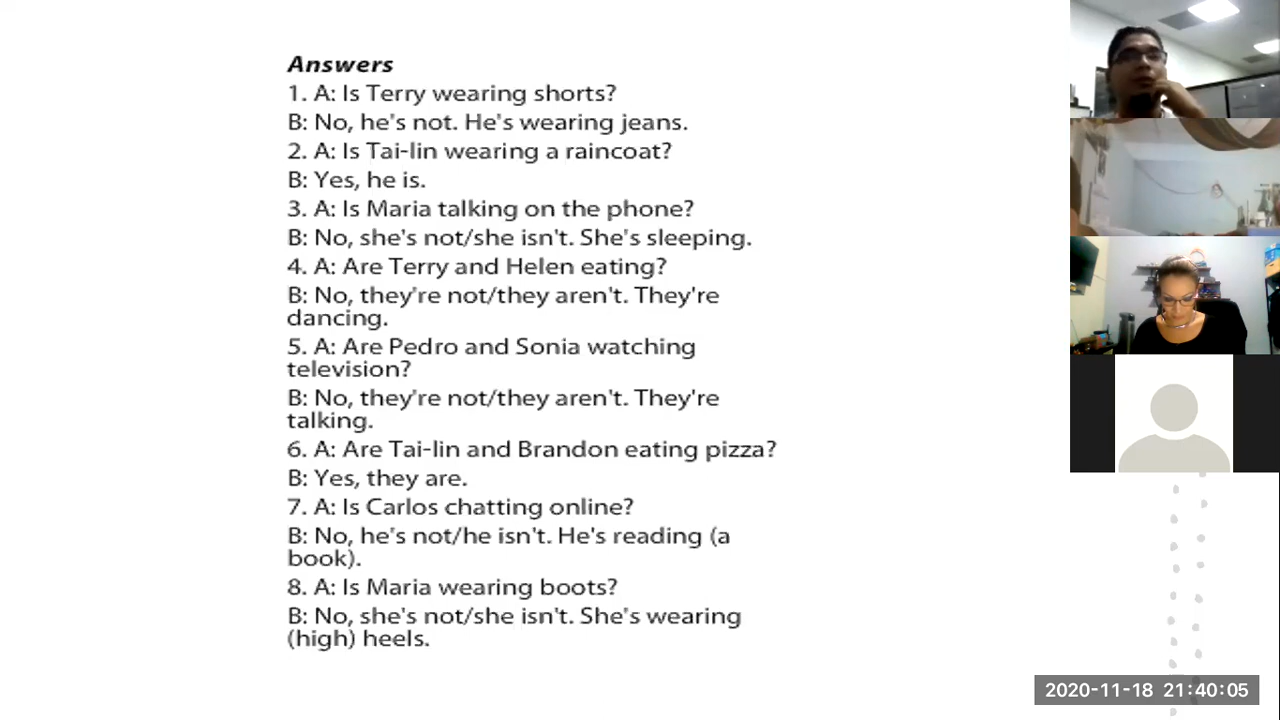 Answers
1. A: Is Terry wearing shorts?
B: No, he's not. He's wearing jeans.
2. A: Is Tai-lin wearing a raincoat?
B: Yes, he is.
3. A: Is Maria talking on the phone?
B: No, she's not/she isn't. She's sleeping.
4. A: Are Terry and Helen eating?
B: No, they're not/they aren't. They're
dancing.
5. A: Are Pedro and Sonia watching
television?
B: No, they're not/they aren't. They're
talking.
6. A: Are Tai-lin and Brandon eating pizza?
B: Yes, they are.
7. A: Is Carlos chatting online?
B: No, he's not/he isn't. He's reading (a
book).
8. A: Is Maria wearing boots?
B: No, she's not/she isn't. She's wearing
(high) heels.
2020-11-18 21:40:05